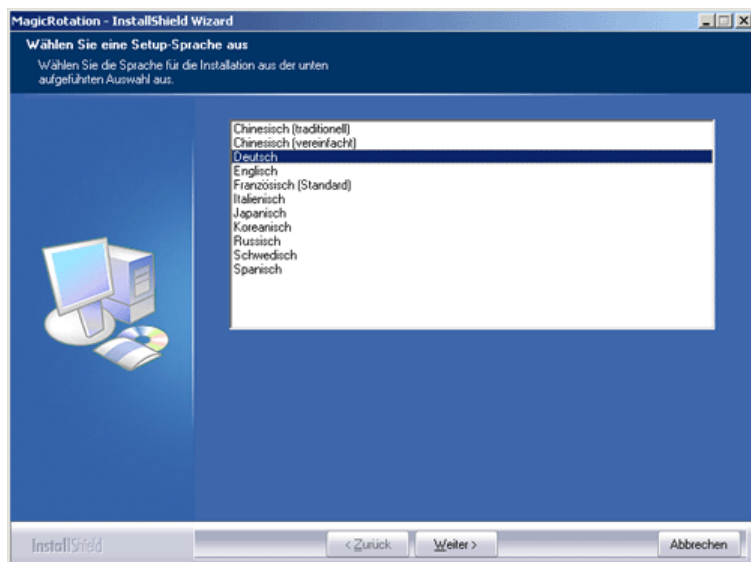 MagicRotation - InstallShield Wizard
Wählen Sie eine Setup-Sprache aus
Wählen Sie die Sprache für die Installation aus der unten
aufgeführten Auswahl aus.
Chinesisch (traditionell)
Chinesisch (vereinfacht)
Deutsch
Englisch
Französisch (Standard)
Italienisch
Japanisch
Koreanisch
Russisch
Schwedisch
Spanisch
InstallShield
< Zurück
Weiter >
Abbrechen